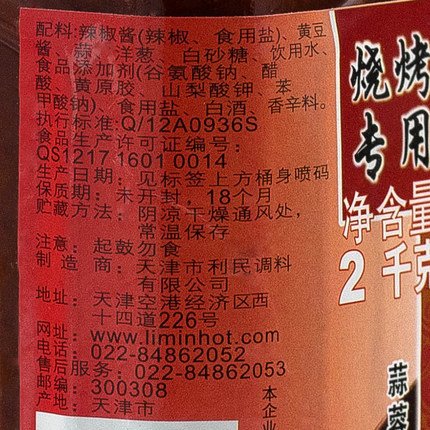 配料:辣椒酱(辣椒、食用盐)、黄豆
酱、蒜、洋葱、白砂糖、饮用水、
食品添加剂(谷氨酸钠、醋
酸、黄原胶、山梨酸钾、苯
甲酸钠)、食用盐、白酒、香辛料。
执行标准:Q/12A0936S
食品生产许可证编号:
QS1217 1601 0014
生产日期:见标签上方桶身喷码
保质期:未开封,18个月
贮藏方法:阴凉干燥通风处,
常温保存
注意:起鼓勿食
制造商:天津市利民调料
有限公司
地址:天津空港经济区西
十四道226号
网址:www.liminhot.com
电话:022-84862052
售后服务:022-84862053
邮编:300308
产地:天津市
本企业
烧烤
专用
净含量
2千克
蒜蓉